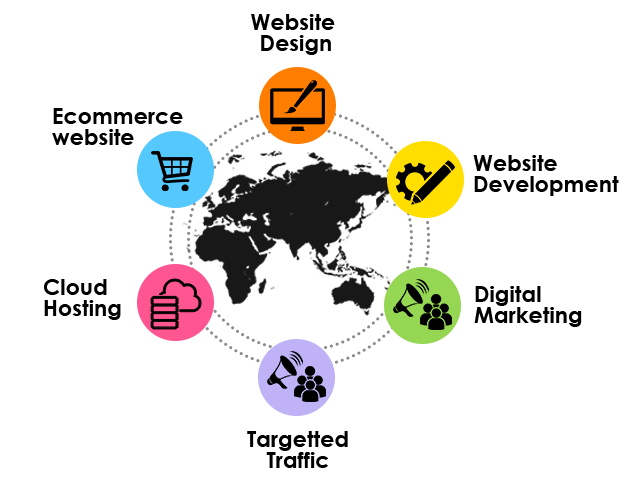 Website
Design
Ecommerce
website
Website
Development
Cloud
Hosting
Digital
Marketing
Targetted
Traffic